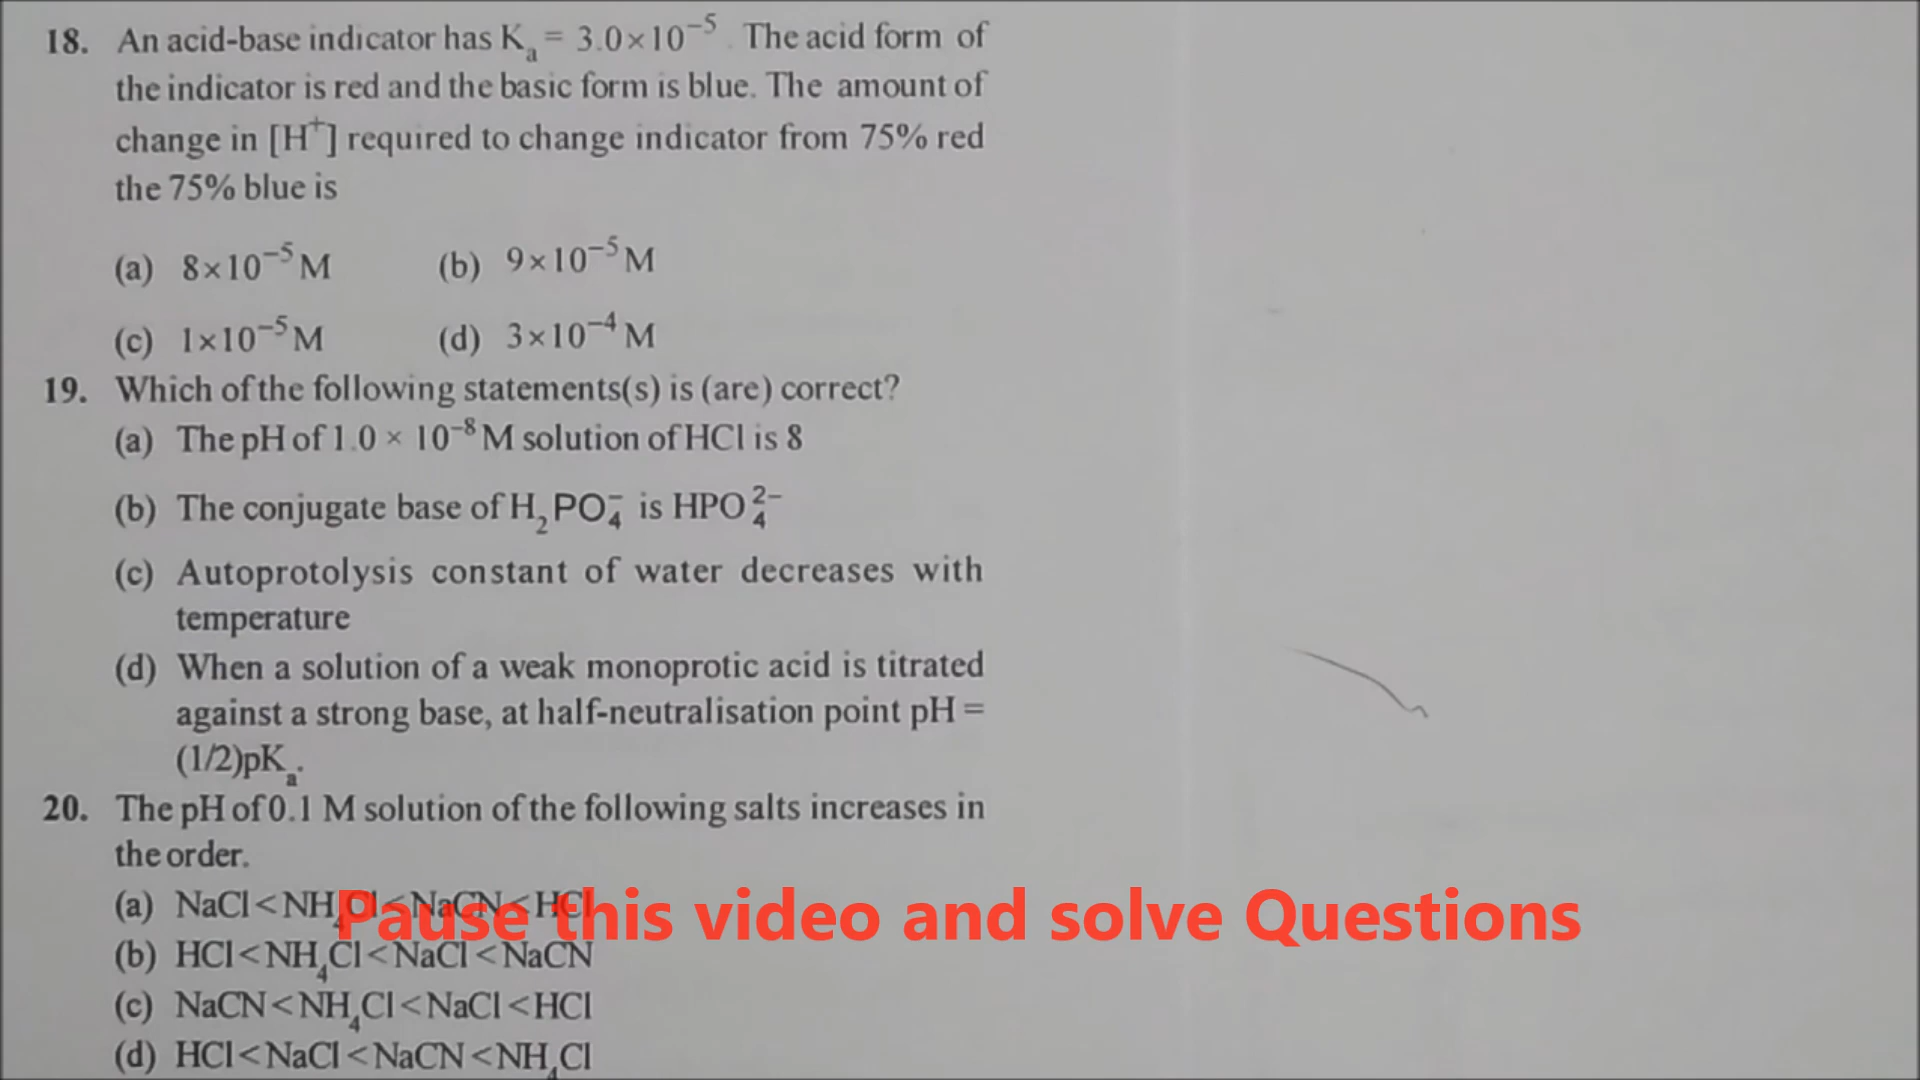 18. An acid-base indicator has Kₐ = 3.0×10⁻⁵. The acid form of
the indicator is red and the basic form is blue. The amount of
change in [H⁺] required to change indicator from 75% red
the 75% blue is
(a) 8×10⁻⁵ M (b) 9×10⁻⁵ M
(c) 1×10⁻⁵ M (d) 3×10⁻⁴ M
19. Which of the following statements(s) is (are) correct?
(a) The pH of 1.0 × 10⁻⁸ M solution of HCl is 8
(b) The conjugate base of H₂PO₄⁻ is HPO₄²⁻
(c) Autoprotolysis constant of water decreases with
temperature
(d) When a solution of a weak monoprotic acid is titrated
against a strong base, at half-neutralisation point pH =
(1/2)pKₐ.
20. The pH of 0.1 M solution of the following salts increases in
the order.
(a) NaCl < NH₄Cl < NaCN < HCl
Pause this video and solve Questions
(b) HCl < NH₄Cl < NaCl < NaCN
(c) NaCN < NH₄Cl < NaCl < HCl
(d) HCl < NaCl < NaCN < NH₄Cl